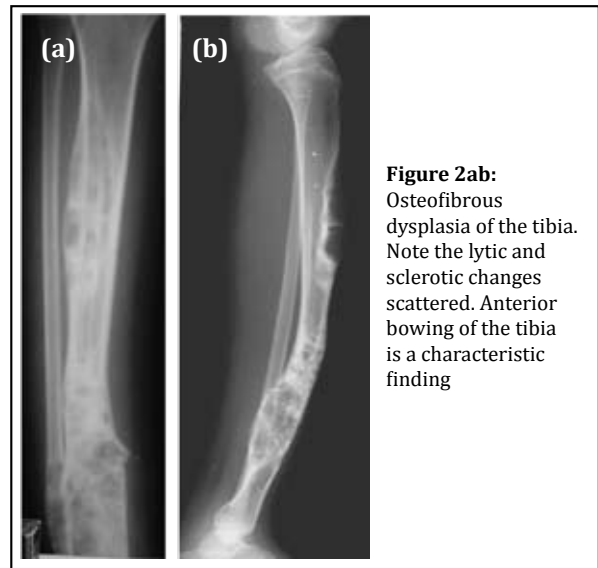 (a)
(b)
Figure 2ab:
Osteofibrous
dysplasia of the tibia.
Note the lytic and
sclerotic changes
scattered. Anterior
bowing of the tibia
is a characteristic
finding